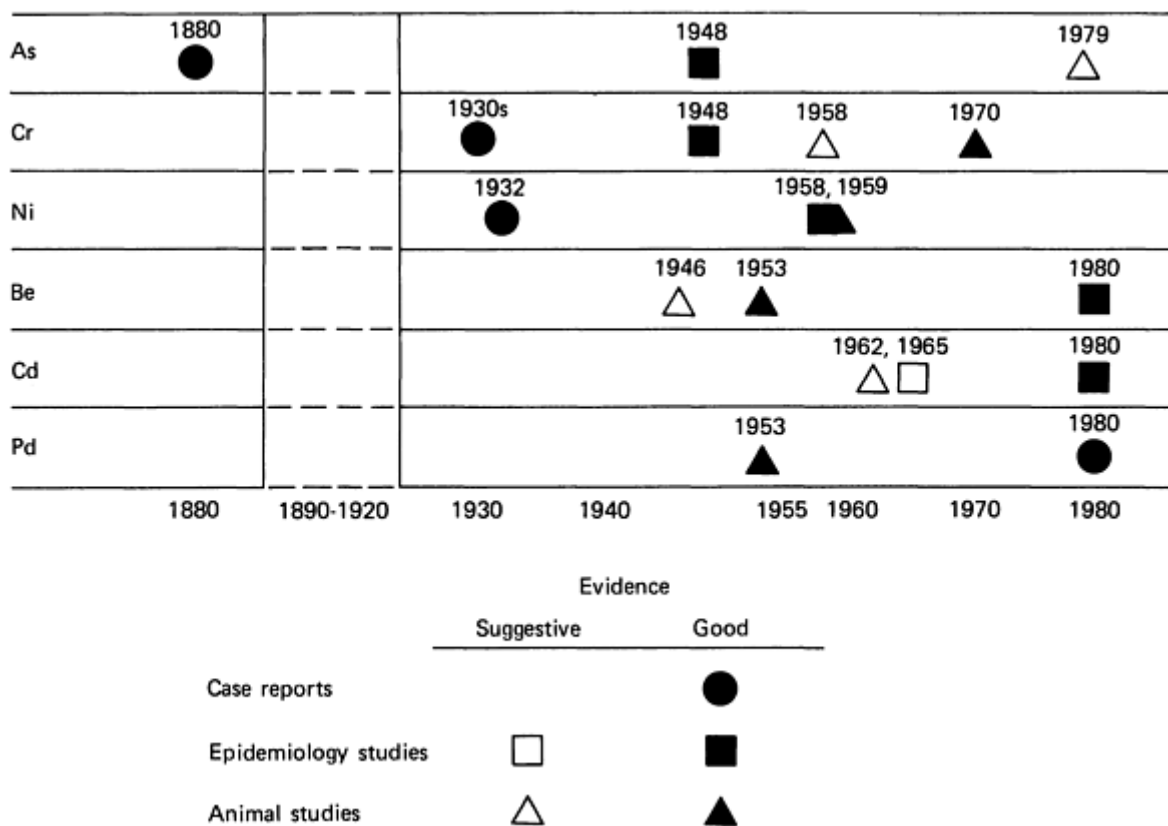 1880 1948 1979
As
1930s 1948 1958 1970
Cr
1932 1958, 1959
Ni
1946 1953 1980
Be
1962, 1965 1980
Cd
1953 1980
Pd
1880 1890-1920 1930 1940 1955 1960 1970 1980
Evidence
Suggestive Good
Case reports
Epidemiology studies
Animal studies